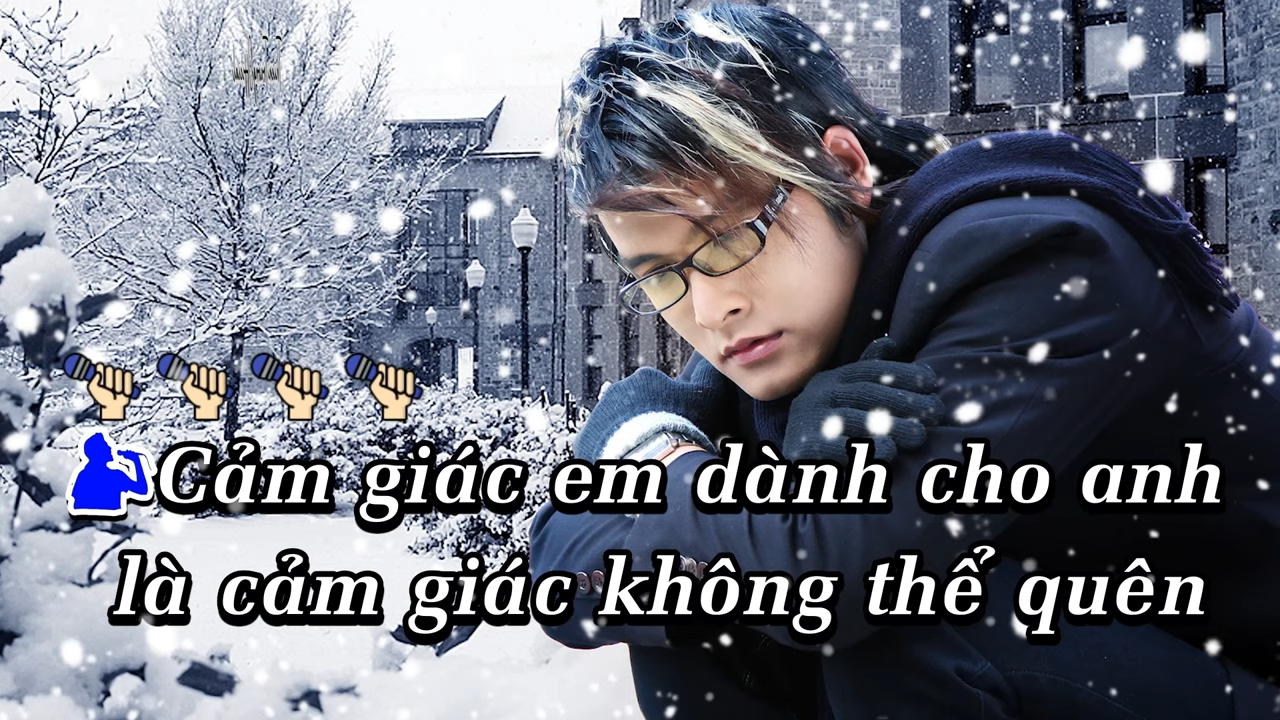 Cảm giác em dành cho anh
là cảm giác không thể quên